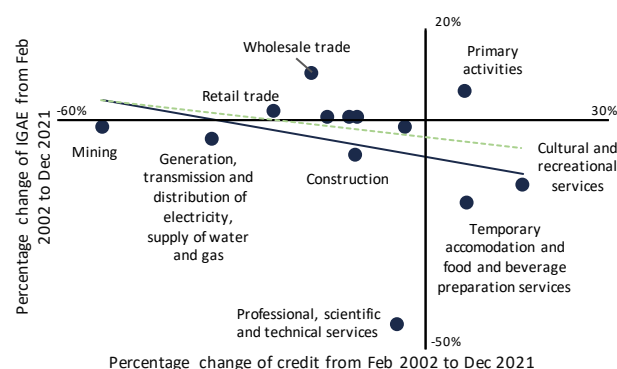 20%
Wholesale trade
Primary
activities
Retail trade
-60%
30%
Mining
Generation,
transmission and
distribution of
electricity,
supply of water
and gas
Construction
Cultural and
recreational
services
Temporary
accomodation and
food and beverage
preparation services
Professional, scientific
and technical services
-50%
Percentage change of IGAE from Feb
2002 to Dec 2021
Percentage change of credit from Feb 2002 to Dec 2021